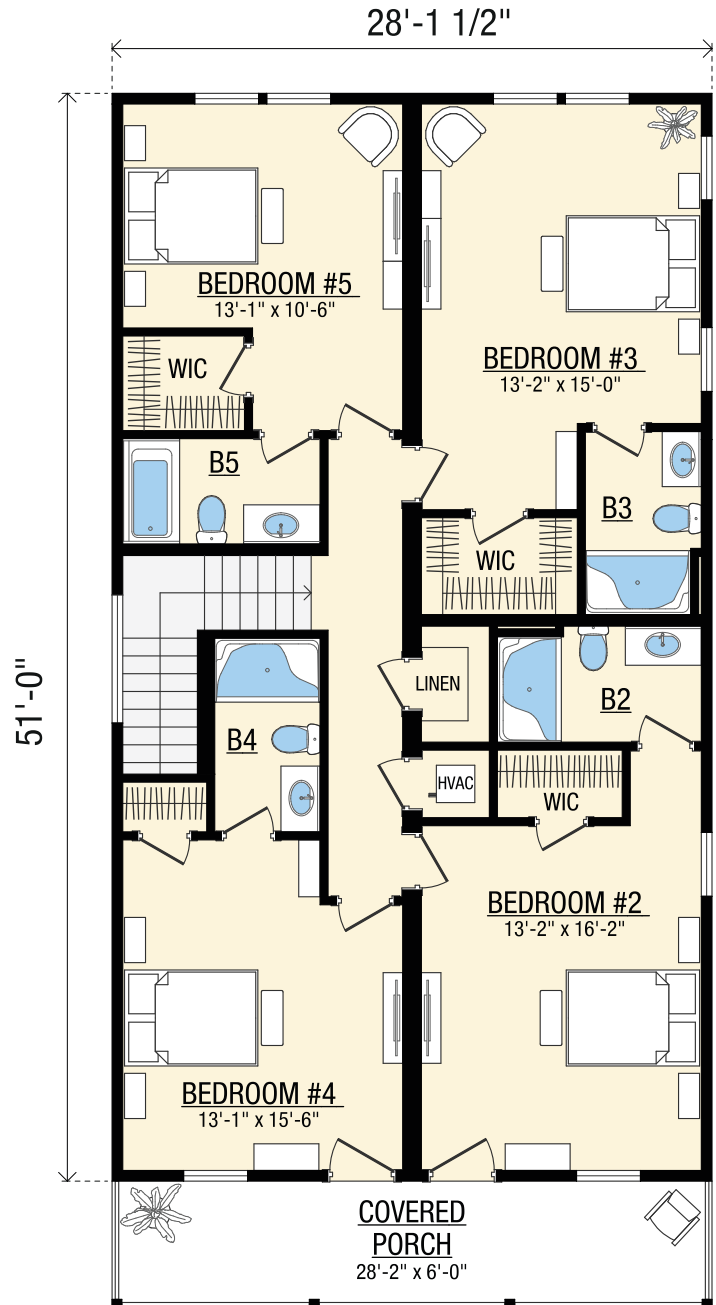 28'-1 1/2"
51'-0"
BEDROOM #5
13'-1" x 10'-6"
BEDROOM #3
13'-2" x 15'-0"
WIC
B5
B3
WIC
LINEN
B2
B4
HVAC
WIC
BEDROOM #2
13'-2" x 16'-2"
BEDROOM #4
13'-1" x 15'-6"
COVERED
PORCH
28'-2" x 6'-0"